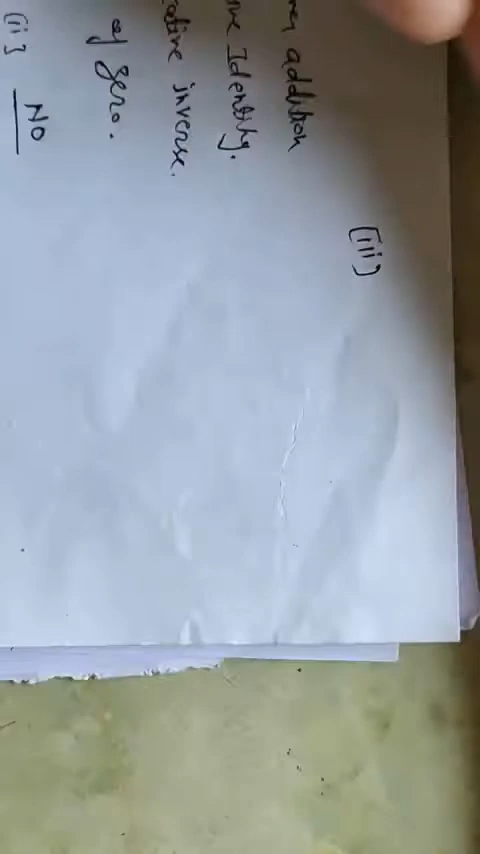 (iii)
addition
Identity.
inverse.
of zero.
NO
(ii)